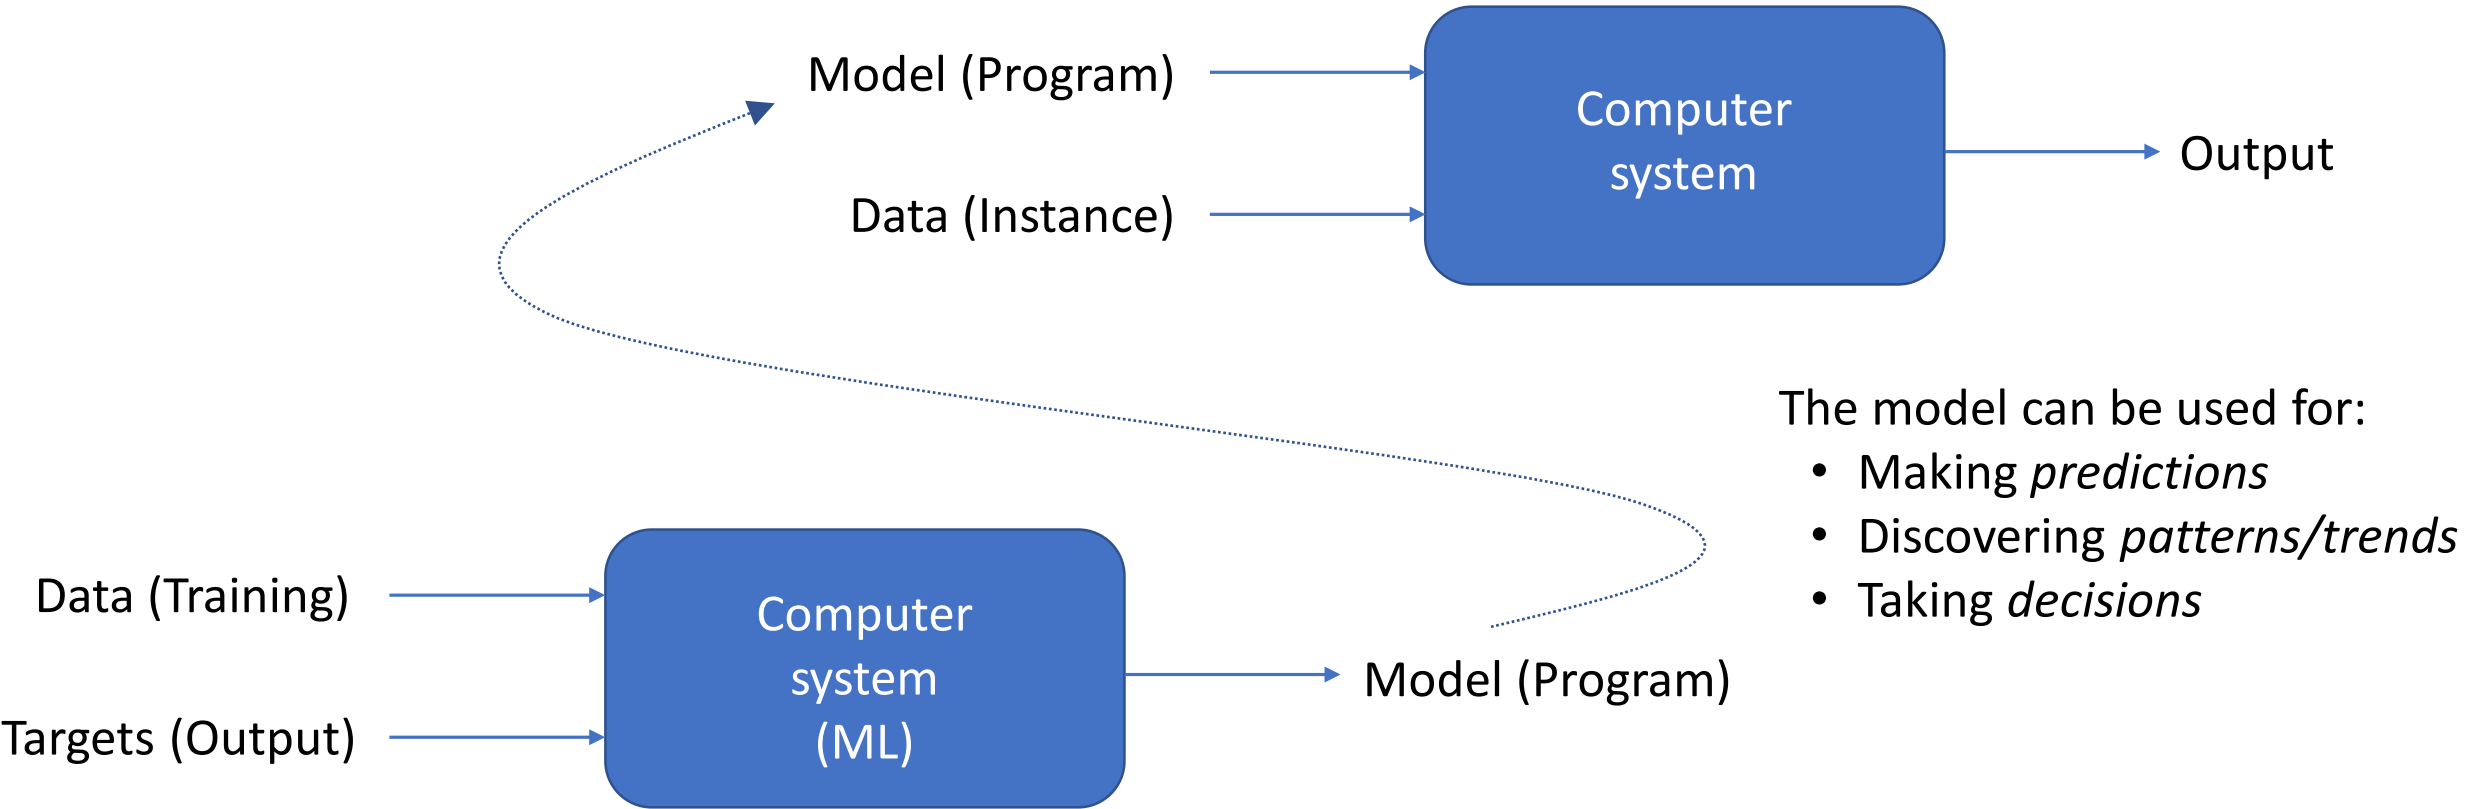 Model (Program)
Data (Instance)
Computer
system
Output
The model can be used for:
• Making predictions
• Discovering patterns/trends
• Taking decisions
Data (Training)
Targets (Output)
Computer
system
(ML)
Model (Program)